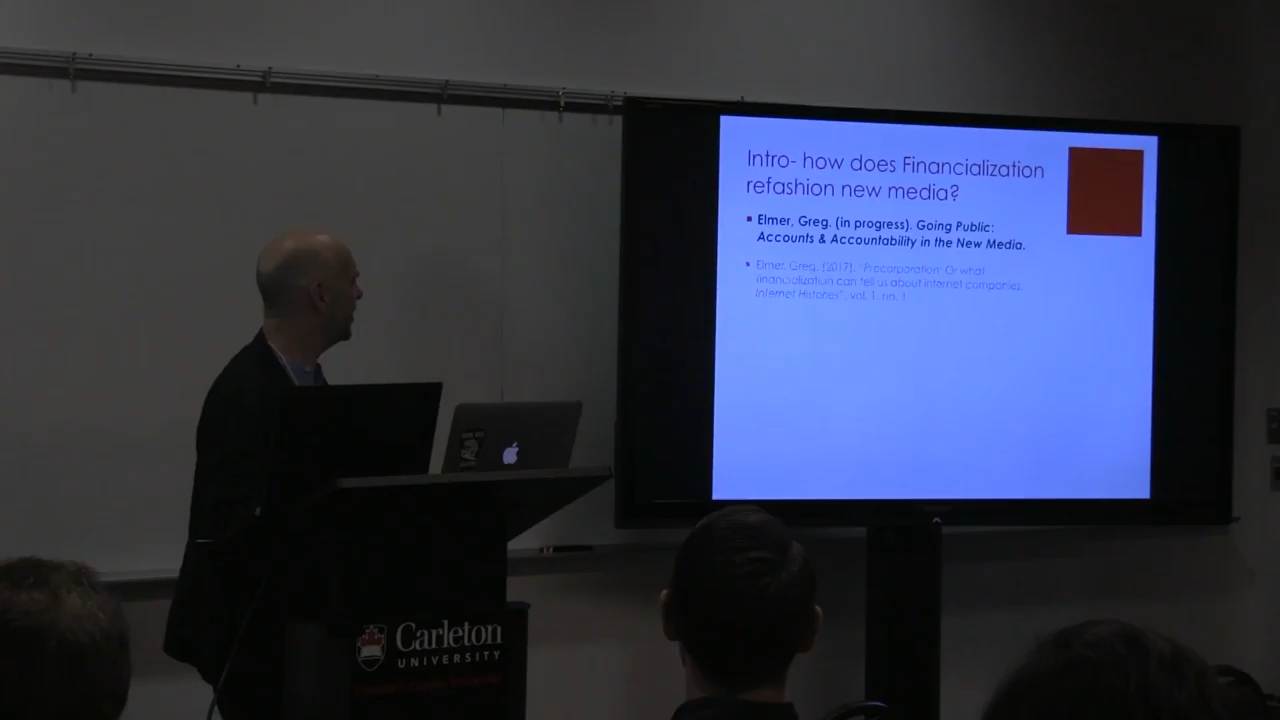 Intro- how does Financialization
refashion new media?
Elmer, Greg. (in progress). Going Public:
Accounts & Accountability in the New Media.
Elmer, Greg. (2017). "Precorporation: Or what
financialization can tell us about internet companies,
Internet Histories", vol. 1, no. 1
Carleton
UNIVERSITY